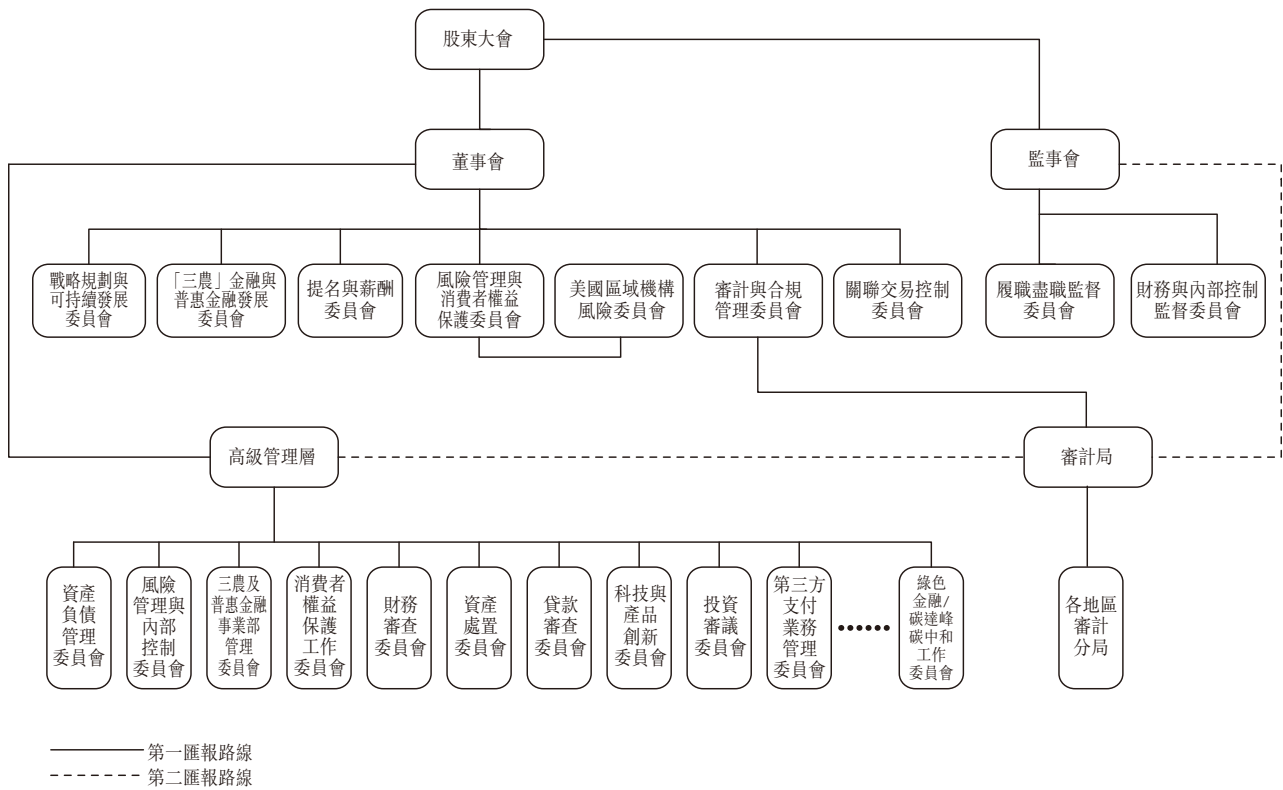 股東大會
董事會
監事會
戰略規劃與
可持續發展
委員會
「三農」金融與
普惠金融發展
委員會
提名與薪酬
委員會
風險管理與
消費者權益
保護委員會
美國區域機構
風險委員會
審計與合規
管理委員會
關聯交易控制
委員會
履職盡職監督
委員會
財務與內部控制
監督委員會
高級管理層
審計局
資產
負債
管理
委員會
風險
管理與
內部
控制
委員會
三農及
普惠金融
事業部
管理
委員會
消費者
權益
保護
工作
委員會
財務
審查
委員會
資產
處置
委員會
貸款
審查
委員會
科技與
產品
創新
委員會
投資
審議
委員會
第三方
支付
業務
管理
委員會
······
綠色
金融/
碳達峰
碳中和
工作
委員會
各地區
審計
分局
第一匯報路線
第二匯報路線